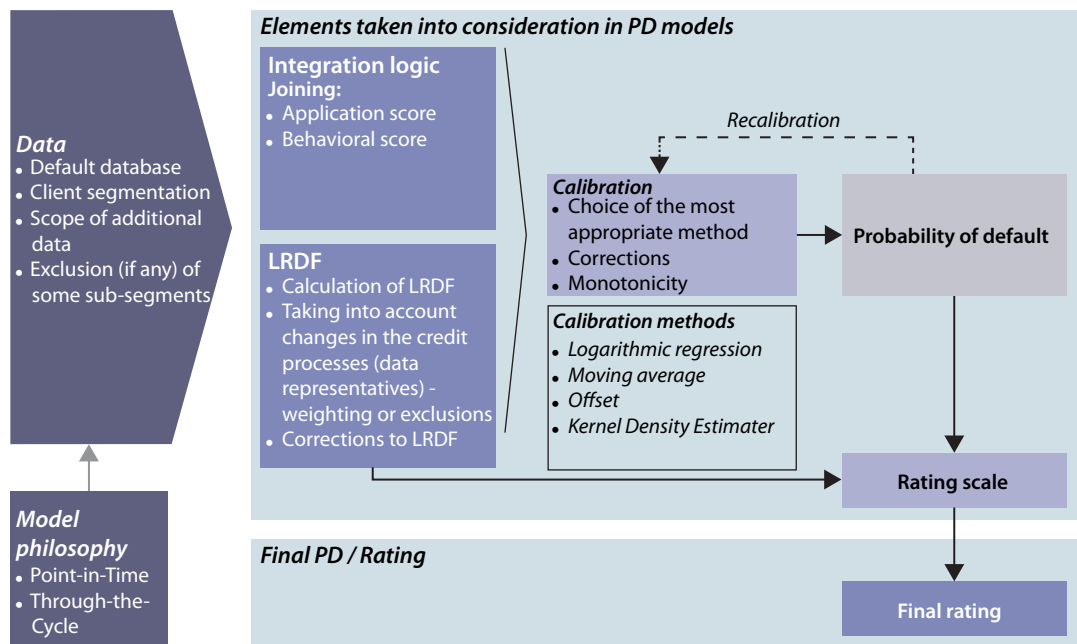 Data
• Default database
• Client segmentation
• Scope of additional
data
• Exclusion (if any) of
some sub-segments
Model
philosophy
• Point-in-Time
• Through-the-
Cycle
Elements taken into consideration in PD models
Integration logic
Joining:
• Application score
• Behavioral score
LRDF
• Calculation of LRDF
• Taking into account
changes in the credit
processes (data
representatives) -
weighting or exclusions
• Corrections to LRDF
Recalibration
Calibration
• Choice of the most
appropriate method
• Corrections
• Monotonicity
Calibration methods
• Logarithmic regression
• Moving average
• Offset
• Kernel Density Estimater
Probability of default
Rating scale
Final PD / Rating
Final rating